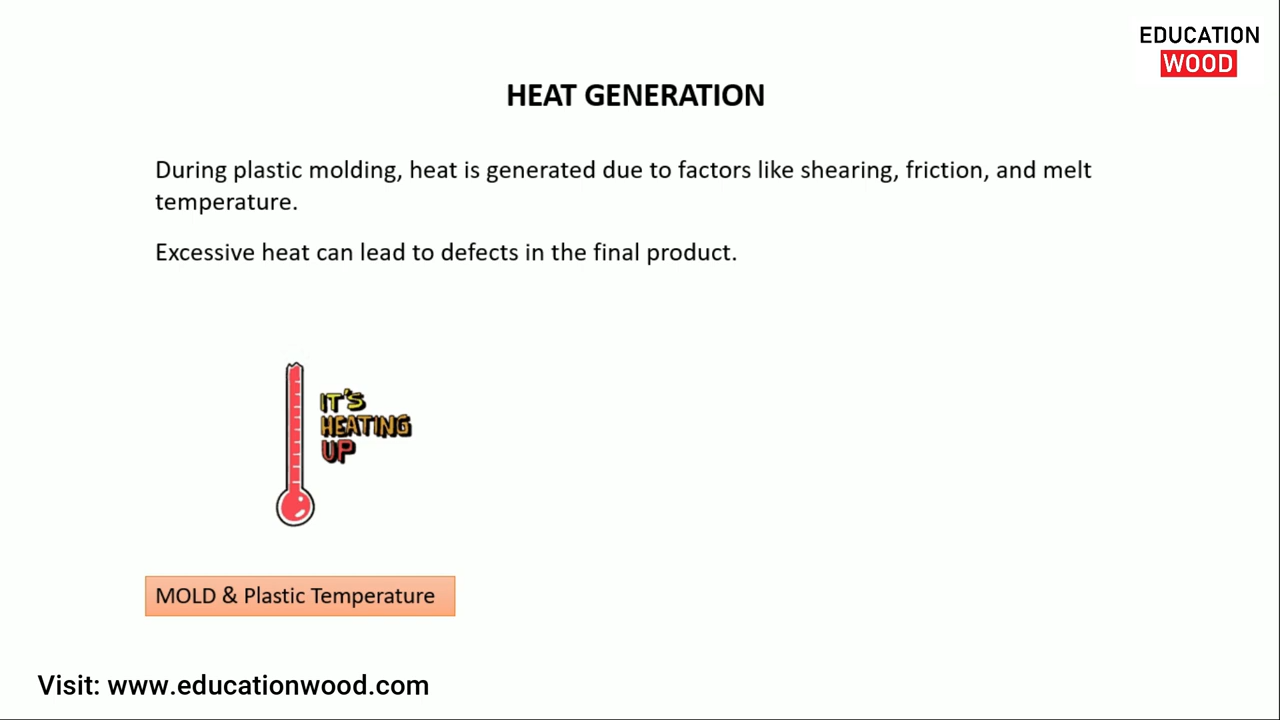 EDUCATION
WOOD
HEAT GENERATION
During plastic molding, heat is generated due to factors like shearing, friction, and melt
temperature.
Excessive heat can lead to defects in the final product.
IT'S
HEATING
UP
MOLD & Plastic Temperature
Visit: www.educationwood.com